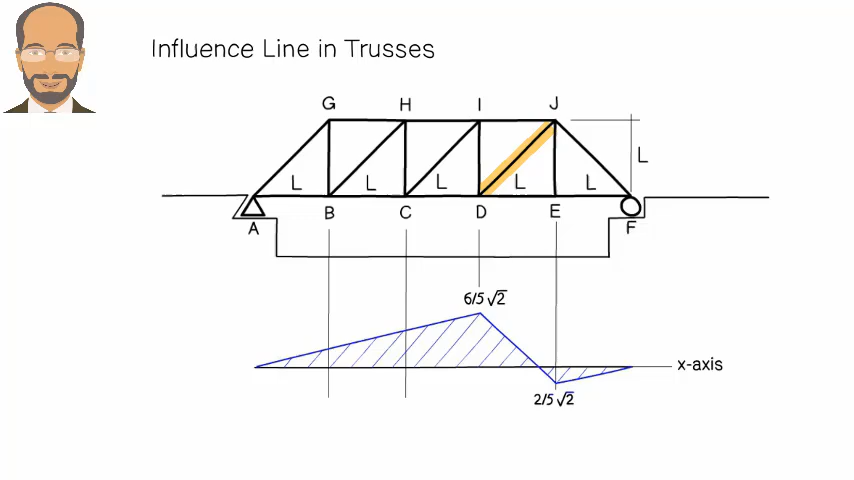 Influence Line in Trusses
G H I J
L
L L L L L
A B C D E F
6/5√2
x-axis
2/5√2